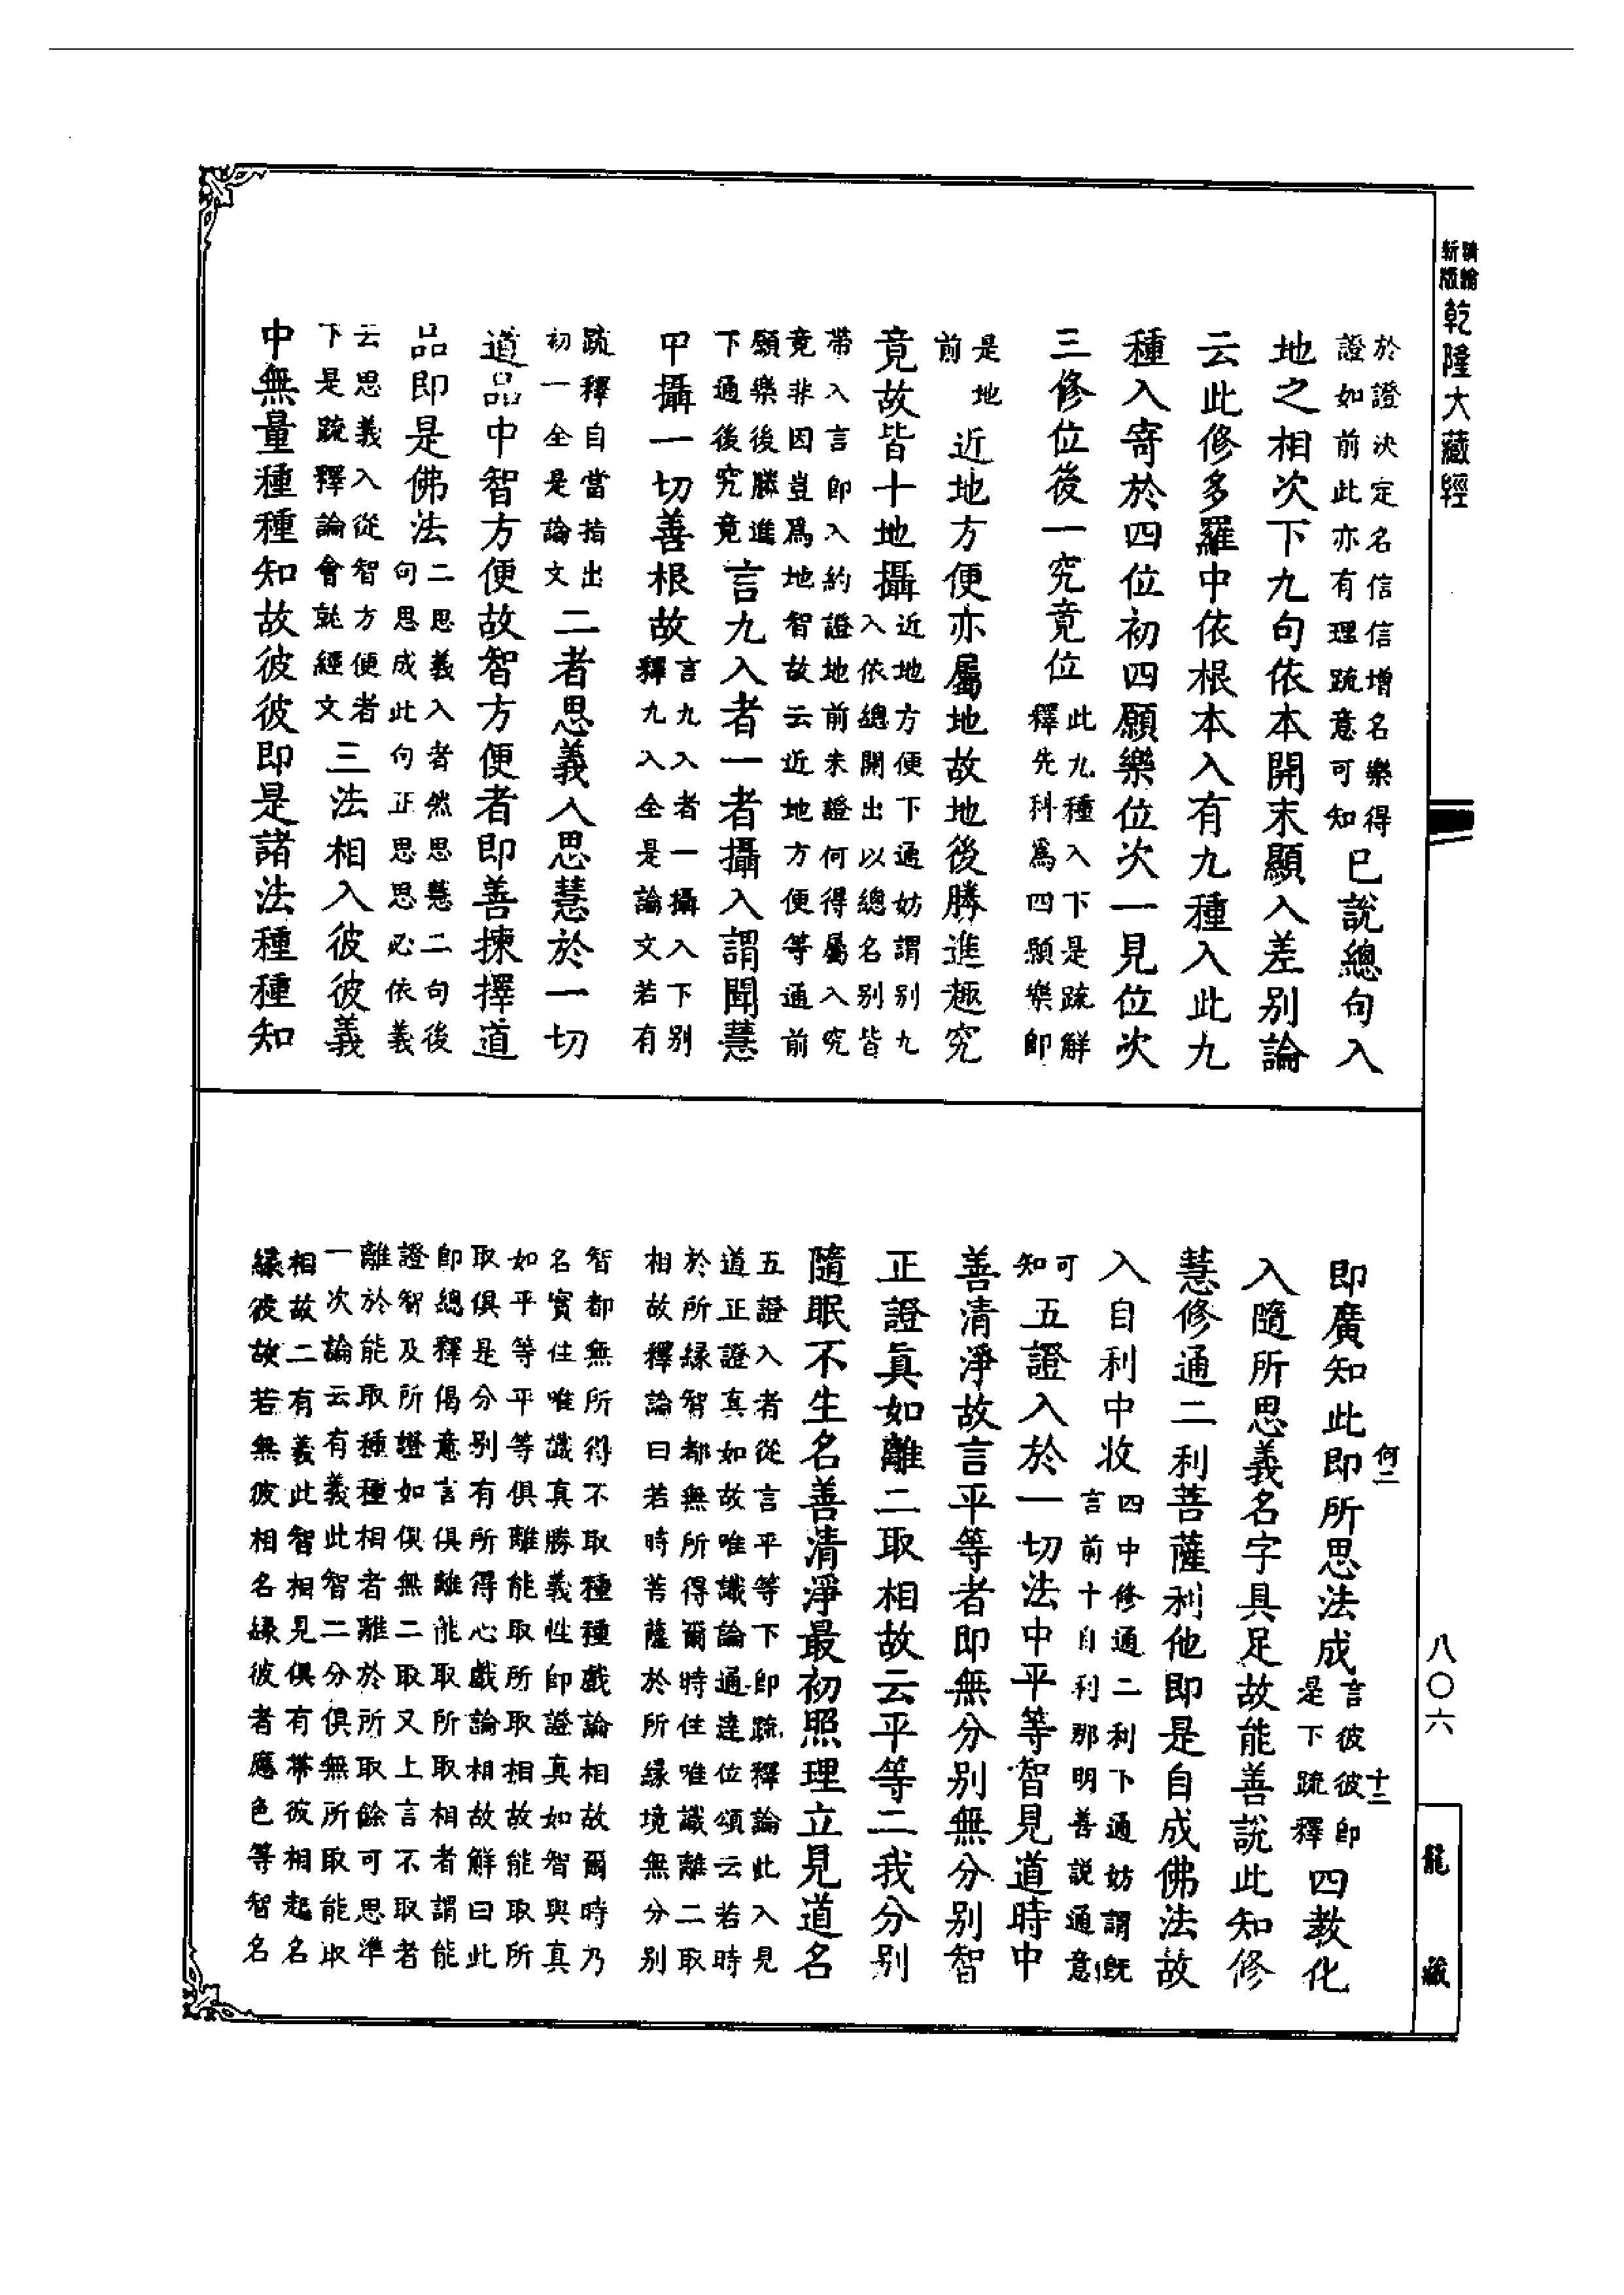 新版
精繕
乾隆大藏經
於證決定名信信增名樂得
證如前此亦有理疏意可知
已說總句入
地之相次下九句依本開末顯入差別論
云此修多羅中依根本入有九種入此九
種入寄於四位初四願樂位次一見位次
三修位後一究竟位
此九種入下是疏解
釋先科為四願樂即
是地
前
近地方便亦屬地故地後勝進趣究
竟故皆十地攝
近地方便下通妨謂別九
入依總開出以總名別皆
帶入言即入約證地前未證何得屬入究
竟非因豈為地智故云近地方便等通前
願樂後勝進
下通後究竟
言九入者一者攝入謂聞慧
中攝一切善根故
言九入者一攝入下別
釋九入全是論文若有
疏釋自當指出
初一全是論文
二者思義入思慧於一切
道品中智方便故智方便者即善揀擇道
品即是佛法
二思義入者然思慧二句後
句思成此句正思思必依義
云思義入從智方便者
下是疏釋論會就經文
三法相入彼彼義
中無量種種知故彼彼即是諸法種種知
即廣知此即所思法成
言彼彼即
是下疏釋
四教化
何二
十二
入隨所思義名字具足故能善說此知修
慧修通二利菩薩利他即是自成佛法故
入自利中收
四中修通二利下通妨謂既
言前十自利那明善說通意
可
知
五證入於一切法中平等智見道時中
善清淨故言平等者即無分別無分別智
正證眞如離二取相故云平等二我分別
隨眠不生名善清淨最初照理立見道名
五證入者從言平等下即疏釋論此入見
道正證真如故唯識論通達位頌云若時
於所緣智都無所得爾時住唯識離二取
相故釋論曰若時菩薩於所緣境無分別
智都無所得不取種種戲論相故爾時乃
名實住唯識真勝義性即證真如智與真
如平等平等俱離能取所取相故能取所
取俱是分別有所得心戲論相故解曰此
即總釋偈意言俱離能取所取相者謂能
證智及所證如俱無二取又上言不取者
離於能取種種相者離於所取餘可思準
一次論云有義此智二分俱無所取能取
相故二有義此智相見俱有帶彼相起名
緣彼故若無彼相名緣彼者應色等智名
八〇六
龍
藏